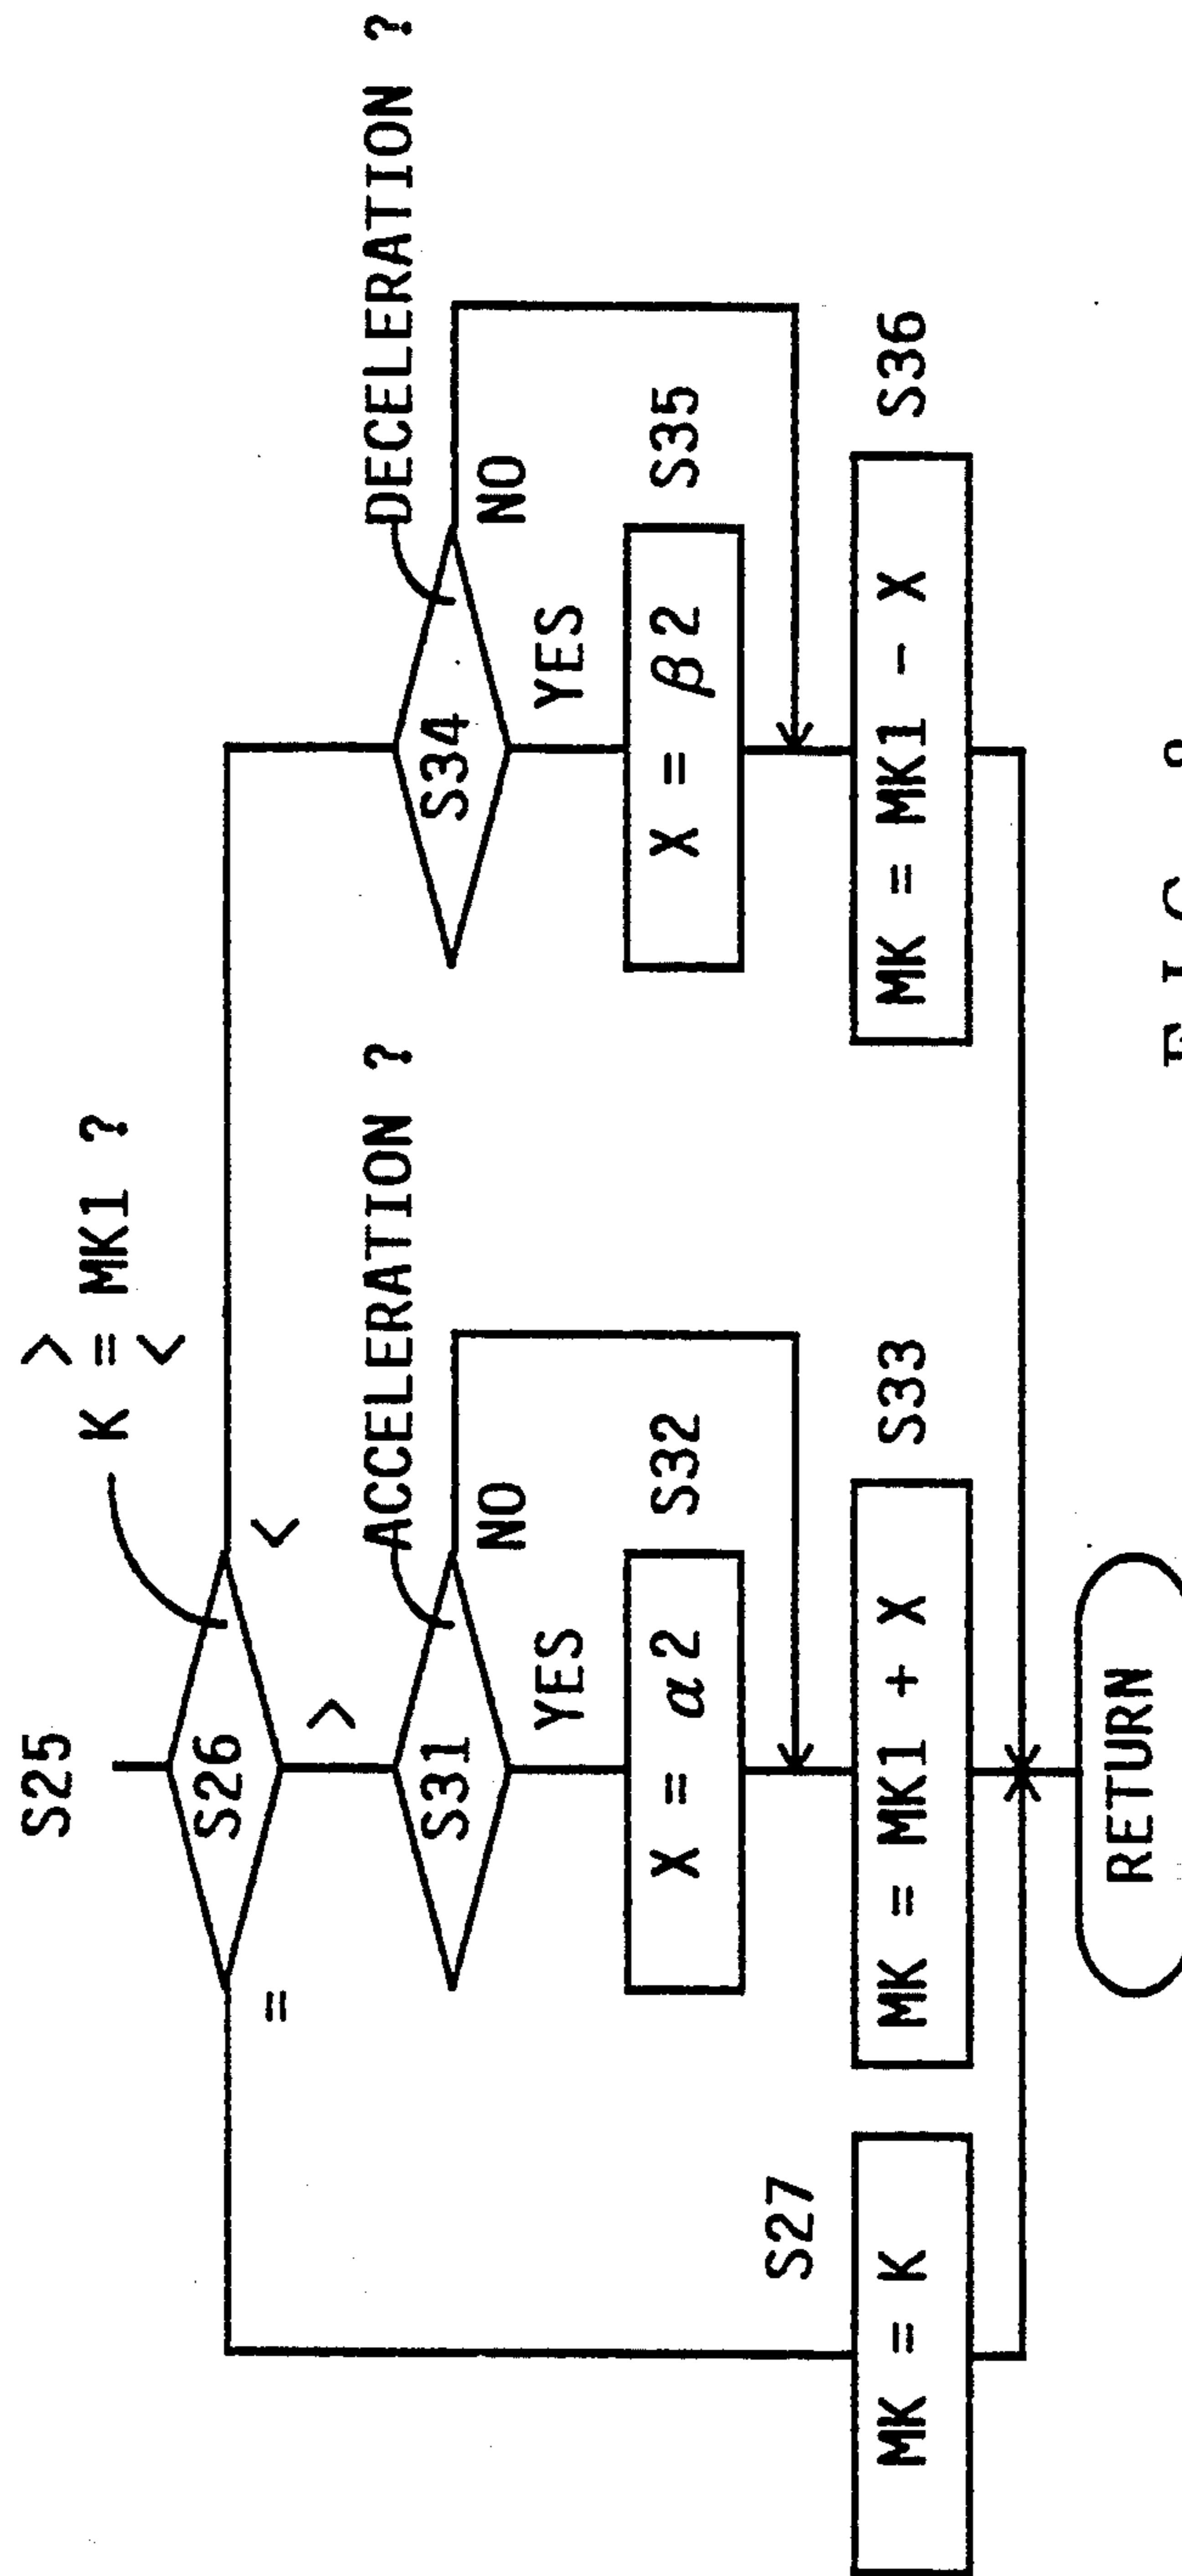 S25
K >=< MK1 ?
S26
=
>
<
ACCELERATION ?
S31
NO
YES
DECELERATION ?
S34
NO
YES
X = α2
S32
X = β2
S35
S27
MK = K
MK = MK1 + X
S33
MK = MK1 - X
S36
RETURN